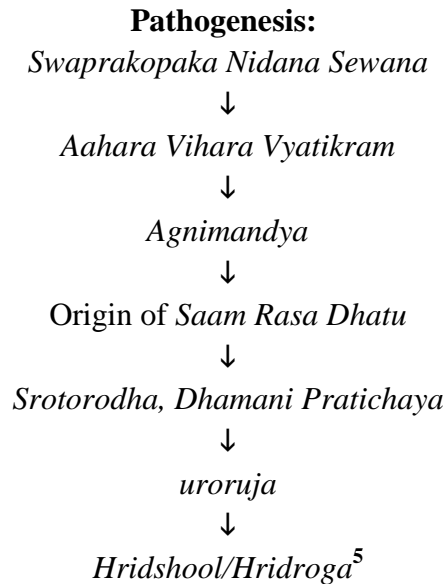 Pathogenesis:
Swaprakopaka Nidana Sewana
↓
Aahara Vihara Vyatikram
↓
Agnimandya
↓
Origin of Saam Rasa Dhatu
↓
Srotorodha, Dhamani Pratichaya
↓
uroruja
↓
Hridshool/Hridroga5